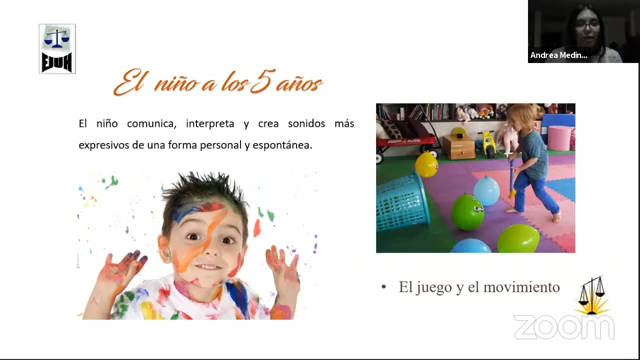 EJUH
Andrea Medin...
El niño a los 5 años
El niño comunica, interpreta y crea sonidos más
expresivos de una forma personal y espontánea.
• El juego y el movimiento
zoom